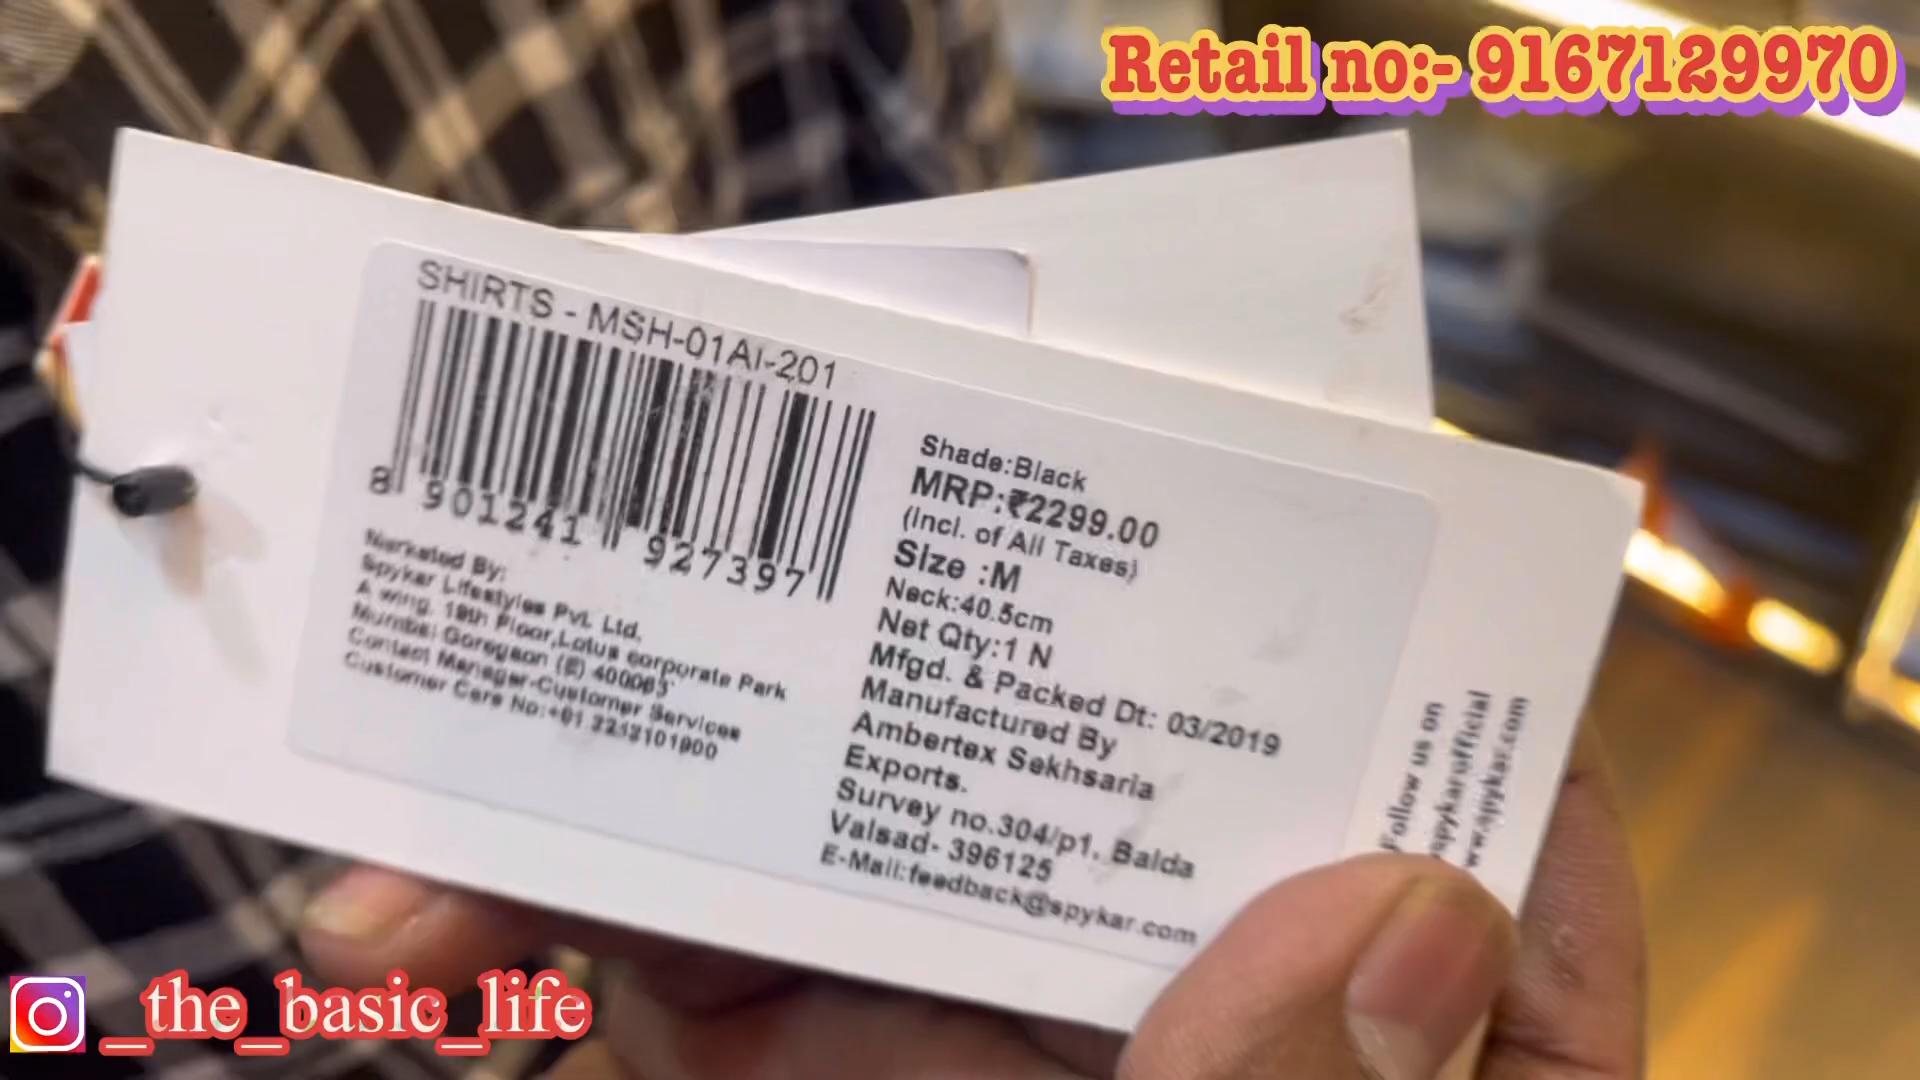 Retail no:- 9167129970
SHIRTS - MSH-01AI-201
8 901241 927397
Marketed By:
Spykar Lifestyles Pvt. Ltd.
A wing, 19th Floor,Lotus corporate Park
Mumbai Goregaon (E) 400063
Contact Manager-Customer Services
Customer Care No:+91
Shade:Black
MRP:₹2299.00
(Incl. of All Taxes)
Size :M
Neck:40.5cm
Net Qty:1 N
Mfgd. & Packed Dt: 03/2019
Manufactured By
Ambertex Sekhsaria
Exports.
Survey no.304/p1, Balda
Valsad- 396125
E-Mail:feedback@spykar.com
Follow us on
spykarofficial
www.spykar.com
_the_basic_life